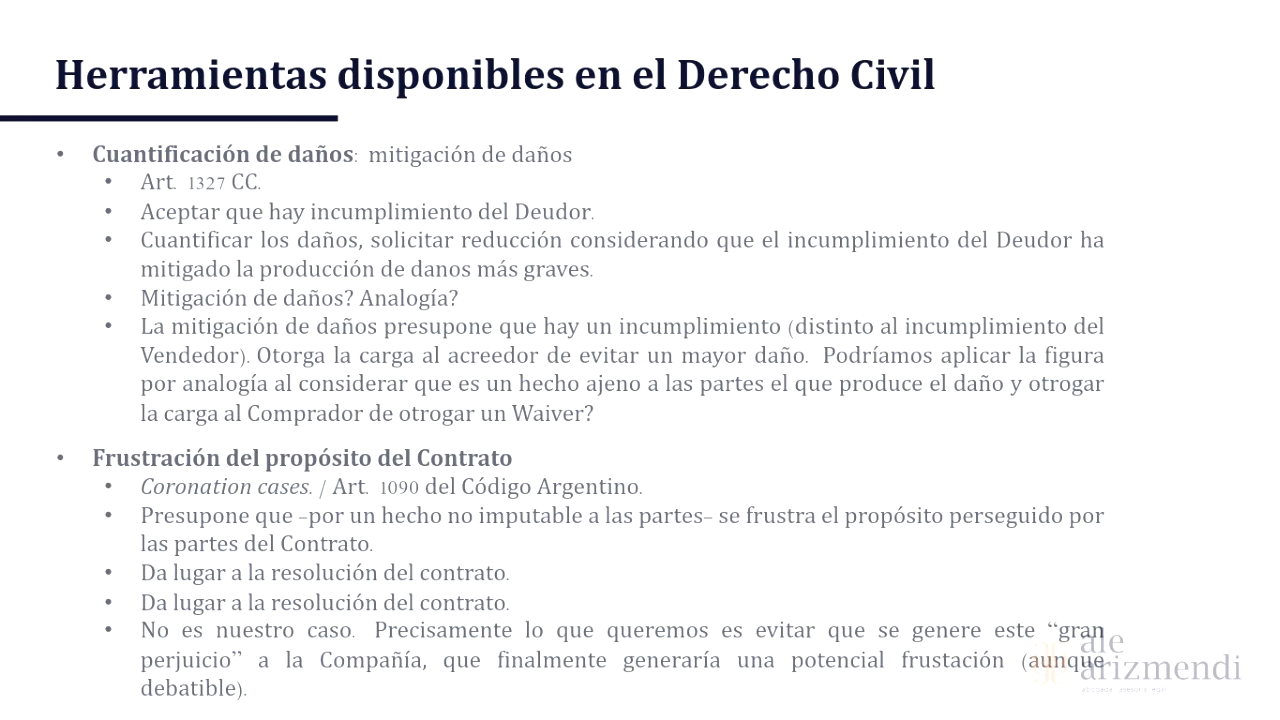 Herramientas disponibles en el Derecho Civil
• Cuantificación de daños: mitigación de daños
• Art. 1327 CC.
• Aceptar que hay incumplimiento del Deudor.
• Cuantificar los daños, solicitar reducción considerando que el incumplimiento del Deudor ha
mitigado la producción de danos más graves.
• Mitigación de daños? Analogía?
• La mitigación de daños presupone que hay un incumplimiento (distinto al incumplimiento del
Vendedor). Otorga la carga al acreedor de evitar un mayor daño. Podríamos aplicar la figura
por analogía al considerar que es un hecho ajeno a las partes el que produce el daño y otrogar
la carga al Comprador de otrogar un Waiver?
• Frustración del propósito del Contrato
• Coronation cases. / Art. 1090 del Código Argentino.
• Presupone que –por un hecho no imputable a las partes– se frustra el propósito perseguido por
las partes del Contrato.
• Da lugar a la resolución del contrato.
• Da lugar a la resolución del contrato.
• No es nuestro caso. Precisamente lo que queremos es evitar que se genere este “gran
perjuicio” a la Compañía, que finalmente generaría una potencial frustación (aunque
debatible).
ale
arizmendi